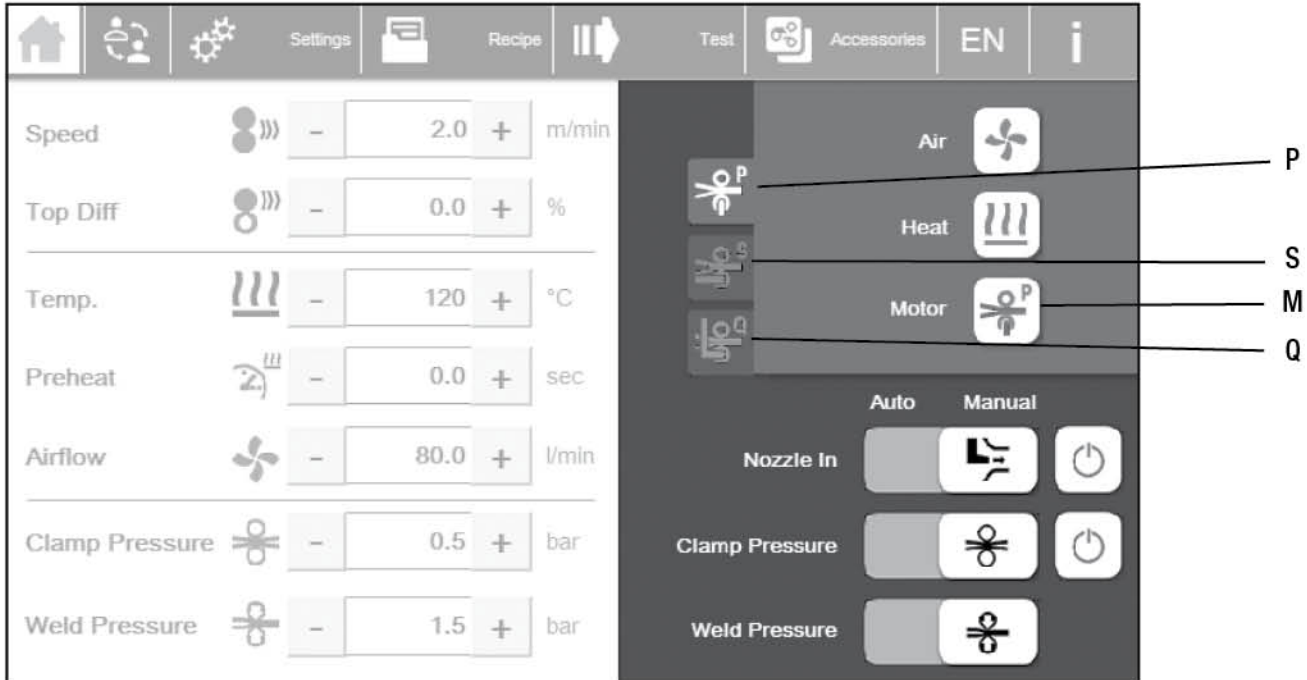 Settings Recipe Test Accessories EN i
Speed - 2.0 + m/min
Top Diff - 0.0 + %
Temp. - 120 + °C
Preheat - 0.0 + sec
Airflow - 80.0 + l/min
Clamp Pressure - 0.5 + bar
Weld Pressure - 1.5 + bar
P
S
Q
Air
Heat
Motor P
Auto Manual
Nozzle In
Clamp Pressure
Weld Pressure
P
S
M
Q